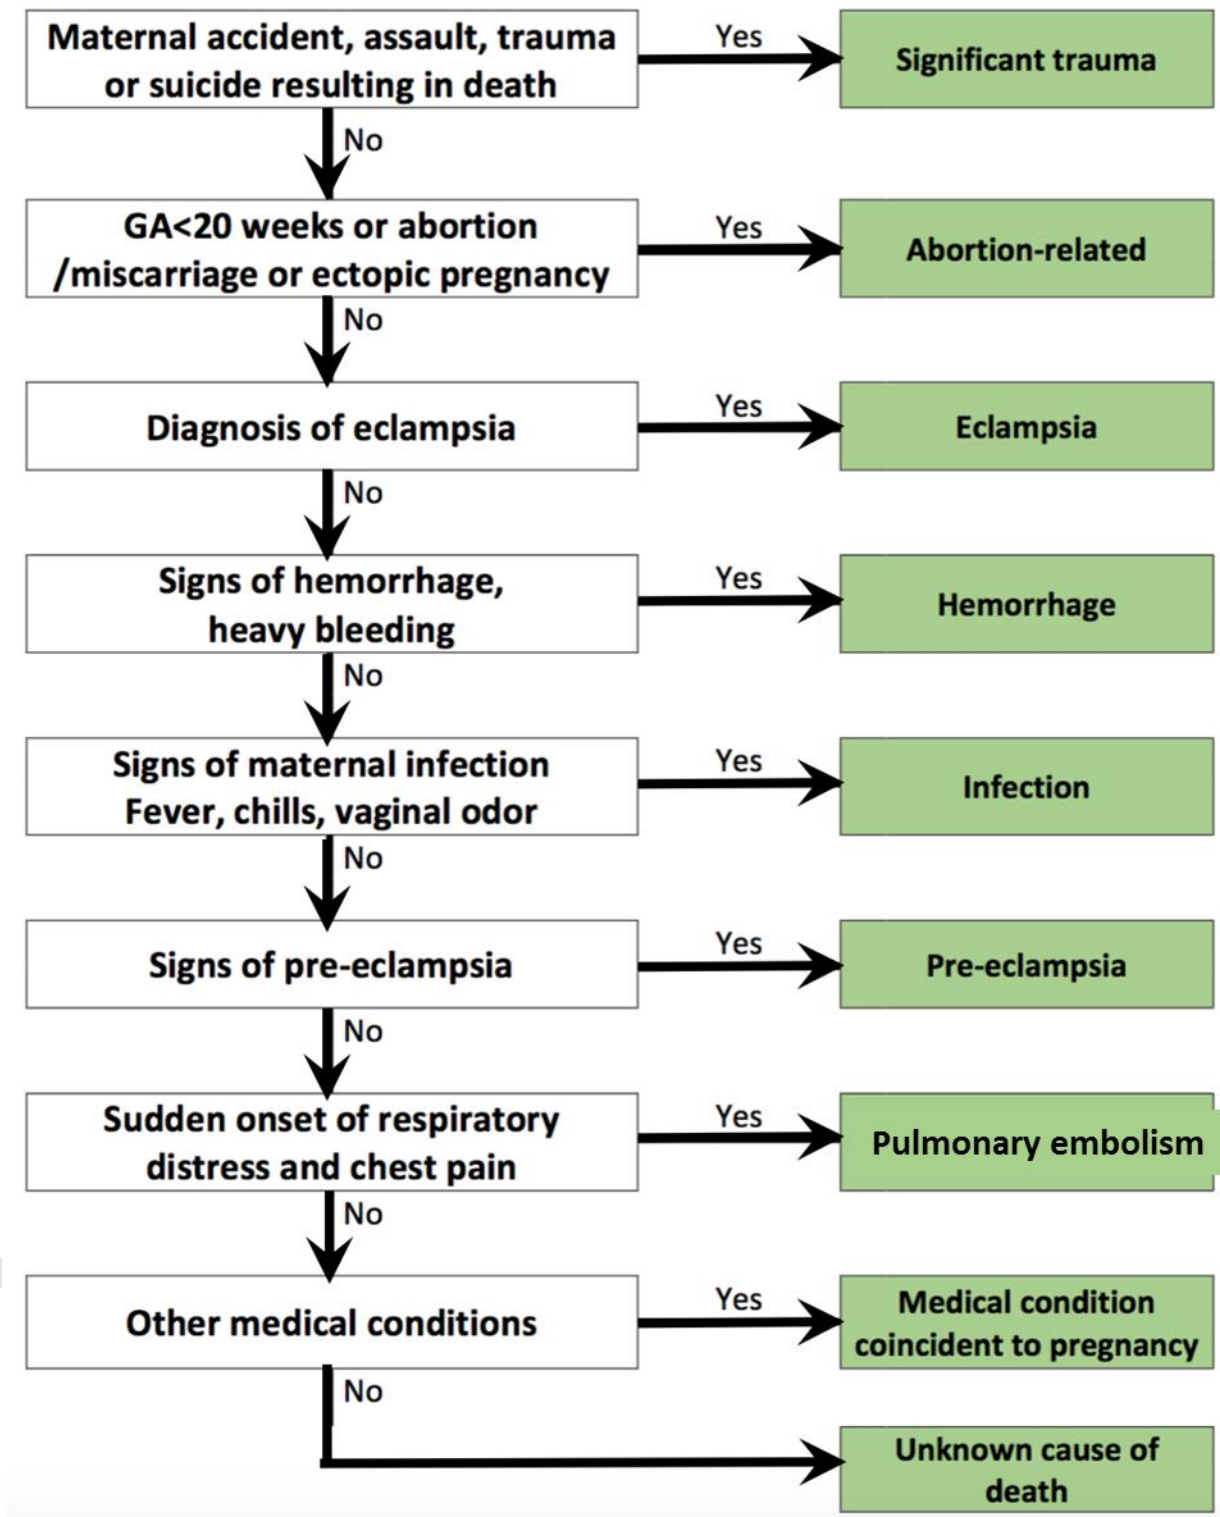 Maternal accident, assault, trauma
or suicide resulting in death
Yes
Significant trauma
No
GA<20 weeks or abortion
/miscarriage or ectopic pregnancy
Yes
Abortion-related
No
Diagnosis of eclampsia
Yes
Eclampsia
No
Signs of hemorrhage,
heavy bleeding
Yes
Hemorrhage
No
Signs of maternal infection
Fever, chills, vaginal odor
Yes
Infection
No
Signs of pre-eclampsia
Yes
Pre-eclampsia
No
Sudden onset of respiratory
distress and chest pain
Yes
Pulmonary embolism
No
Other medical conditions
Yes
Medical condition
coincident to pregnancy
No
Unknown cause of
death